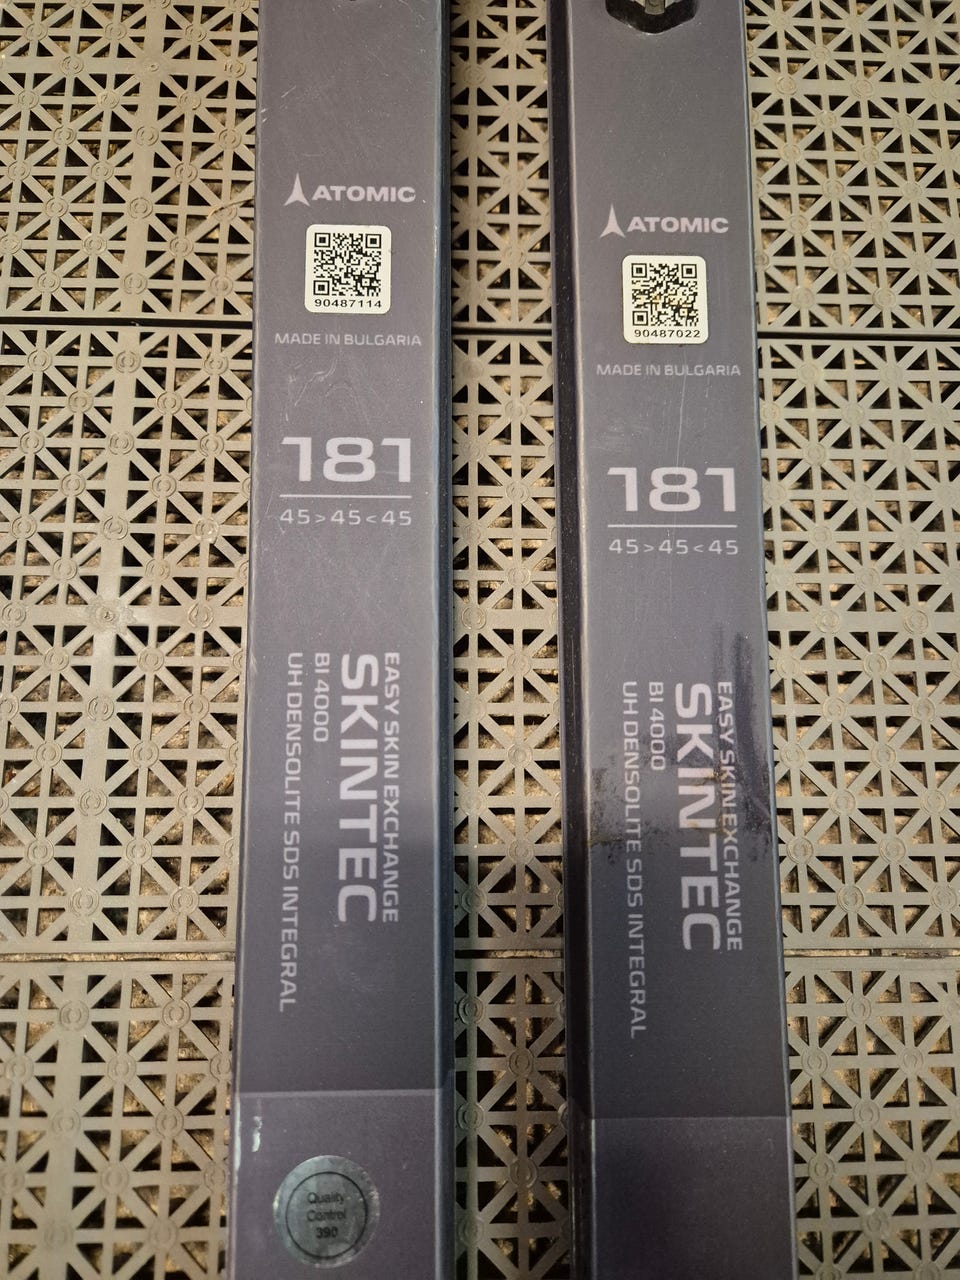 ATOMIC
90487114
MADE IN BULGARIA
181
45>45<45
EASY SKIN EXCHANGE
SKINTEC
BI 4000
UH DENSOLITE SDS INTEGRAL
Quality
Control
390
ATOMIC
90487022
MADE IN BULGARIA
181
45>45<45
EASY SKIN EXCHANGE
SKINTEC
BI 4000
UH DENSOLITE SDS INTEGRAL